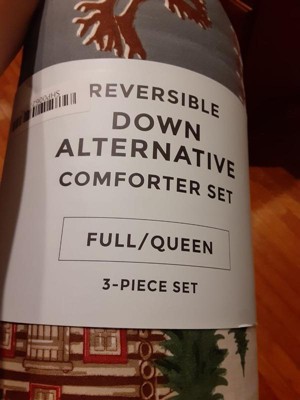 REVERSIBLE
DOWN
ALTERNATIVE
COMFORTER SET
FULL/QUEEN
3-PIECE SET